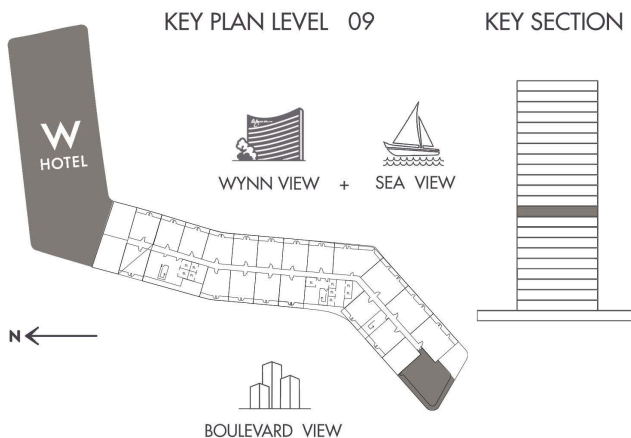 KEY PLAN LEVEL 09
KEY SECTION
W
HOTEL
WYNN VIEW + SEA VIEW
N
BOULEVARD VIEW